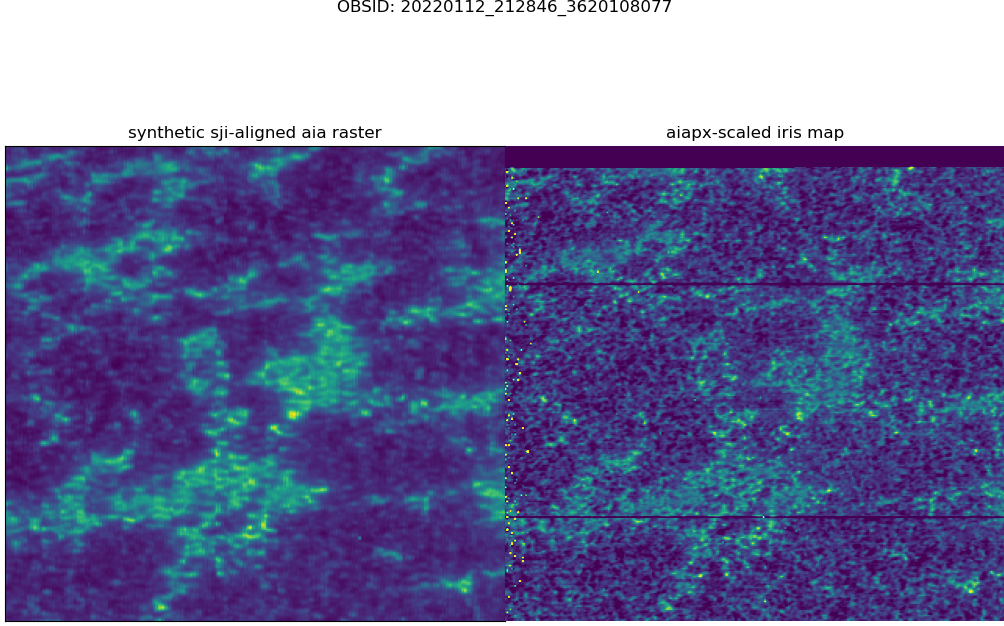 OBSID: 20220112_212846_3620108077
synthetic sji-aligned aia raster
aiapx-scaled iris map